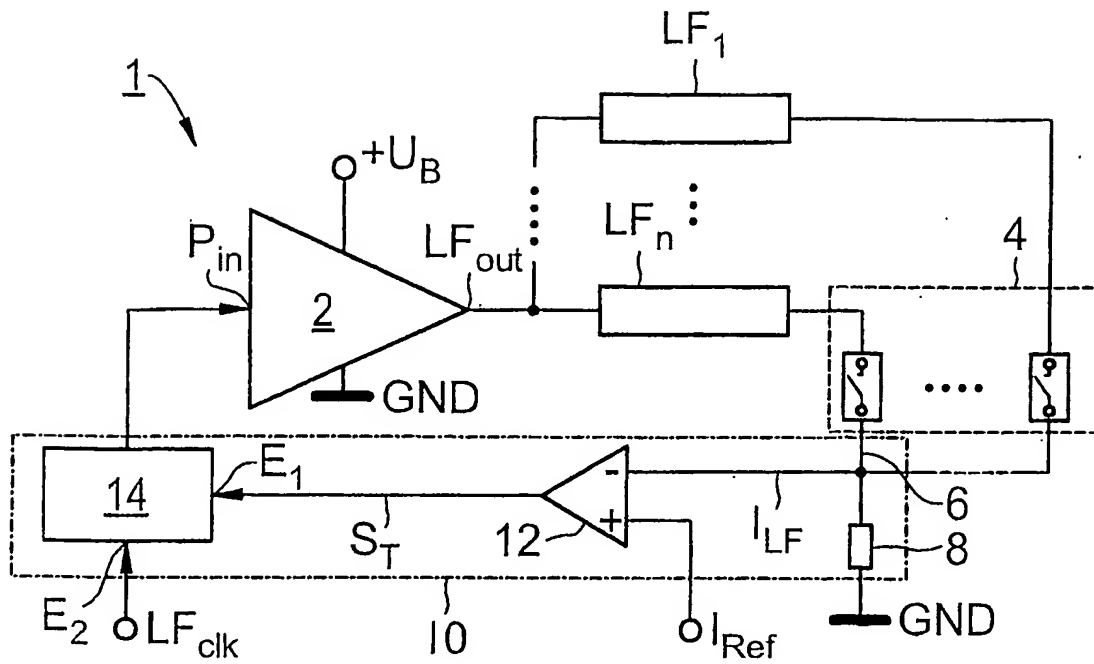 LF1
1
+UB
4
Pin
LFout
LFn
2
GND
E1
14
-
+
6
ST
12
ILF
8
E2
LFclk
10
IRef
GND